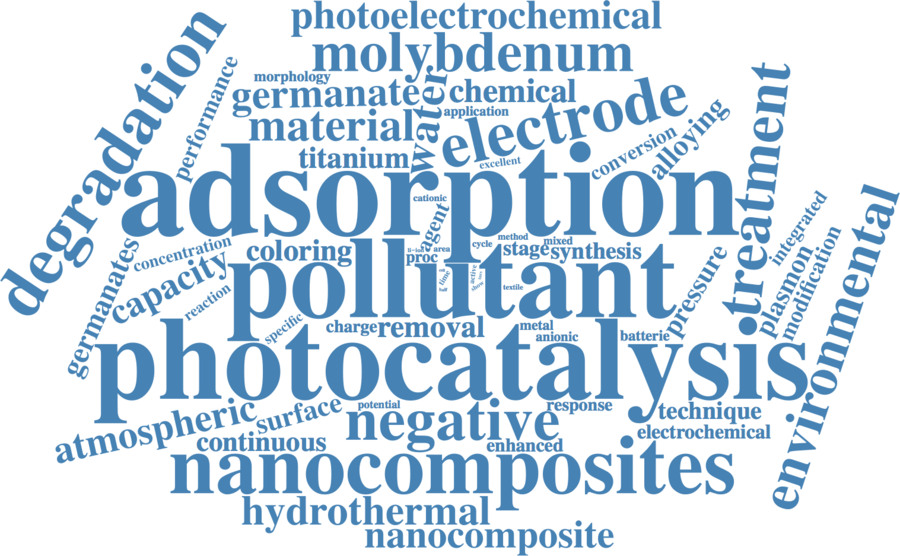 photoelectrochemical
molybdenum
degradation
performance
morphology
germanate
water
chemical
application
electrode
material
titanium
excellent
conversion
alloying
treatment
adsorption
cationic
agent
concentration
coloring
proc
area
cycle
method
mixed
stage
synthesis
integrated
plasmon
modification
environmental
germanates
capacity
reaction
pollutant
time
active
show
textile
pressure
specific
charge
removal
metal
anionic
batterie
photocatalysis
atmospheric
surface
potential
negative
response
technique
continuous
enhanced
electrochemical
nanocomposites
hydrothermal
nanocomposite